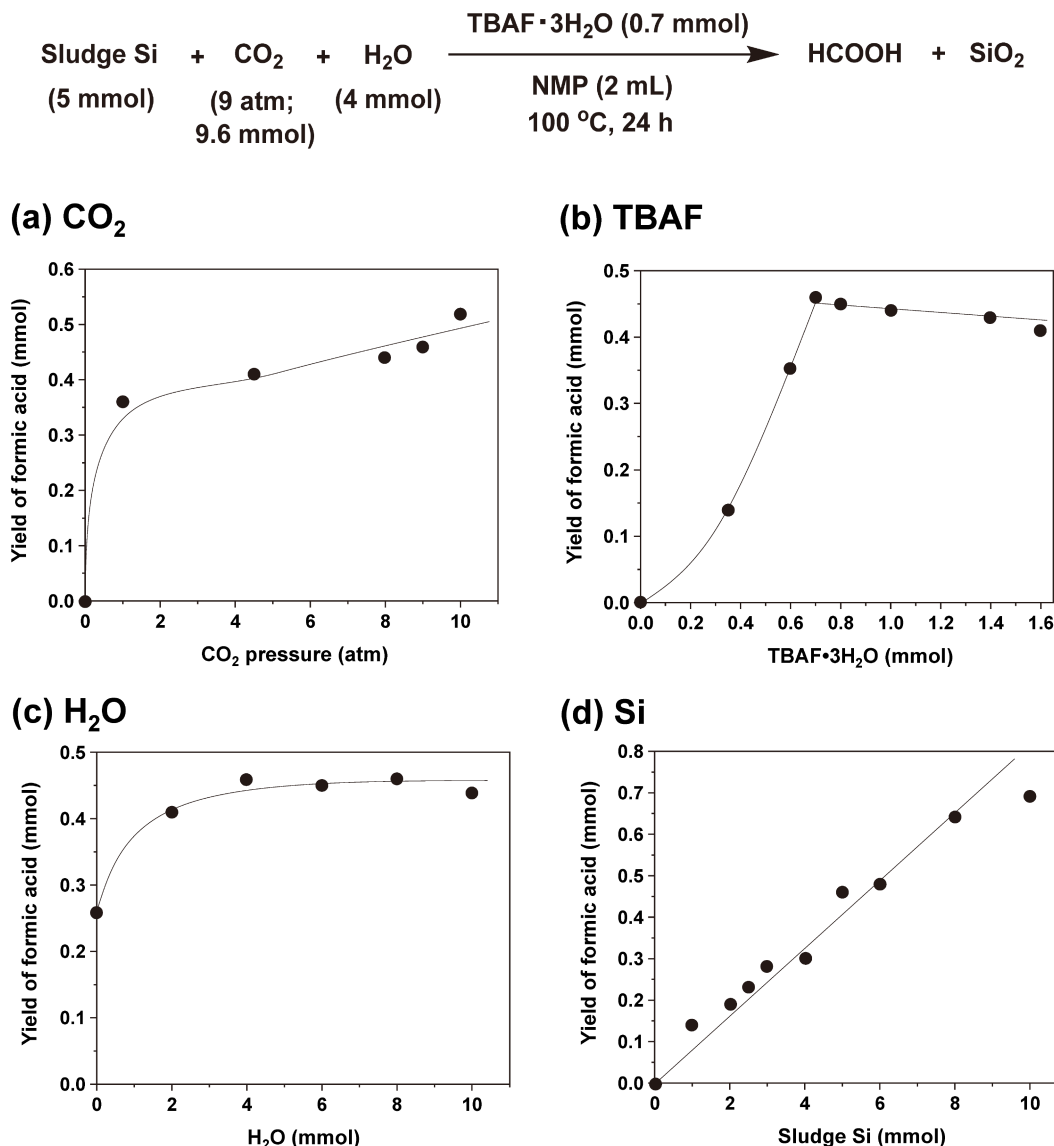 TBAF·3H₂O (0.7 mmol)
Sludge Si + CO₂ + H₂O HCOOH + SiO₂
(5 mmol) (9 atm; (4 mmol) NMP (2 mL)
9.6 mmol) 100 °C, 24 h
(a) CO₂
0.6
0.5
0.4
0.3
0.2
0.1
0.0
Yield of formic acid (mmol)
0 2 4 6 8 10
CO₂ pressure (atm)
(b) TBAF
0.5
0.4
0.3
0.2
0.1
0.0
Yield of formic acid (mmol)
0.0 0.2 0.4 0.6 0.8 1.0 1.2 1.4 1.6
TBAF•3H₂O (mmol)
(c) H₂O
0.5
0.4
0.3
0.2
0.1
0.0
Yield of formic acid (mmol)
0 2 4 6 8 10
H₂O (mmol)
(d) Si
0.8
0.7
0.6
0.5
0.4
0.3
0.2
0.1
0.0
Yield of formic acid (mmol)
0 2 4 6 8 10
Sludge Si (mmol)